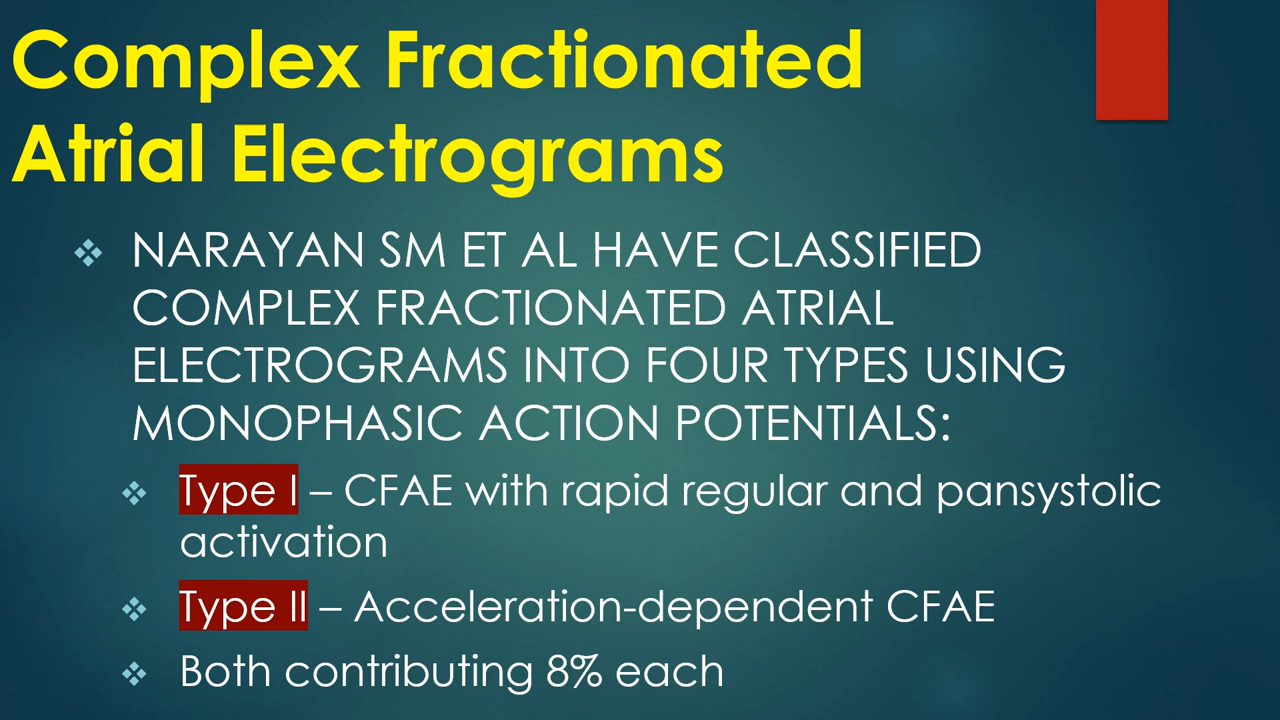 Complex Fractionated
Atrial Electrograms
NARAYAN SM ET AL HAVE CLASSIFIED
COMPLEX FRACTIONATED ATRIAL
ELECTROGRAMS INTO FOUR TYPES USING
MONOPHASIC ACTION POTENTIALS:
Type I – CFAE with rapid regular and pansystolic
activation
Type II – Acceleration-dependent CFAE
Both contributing 8% each